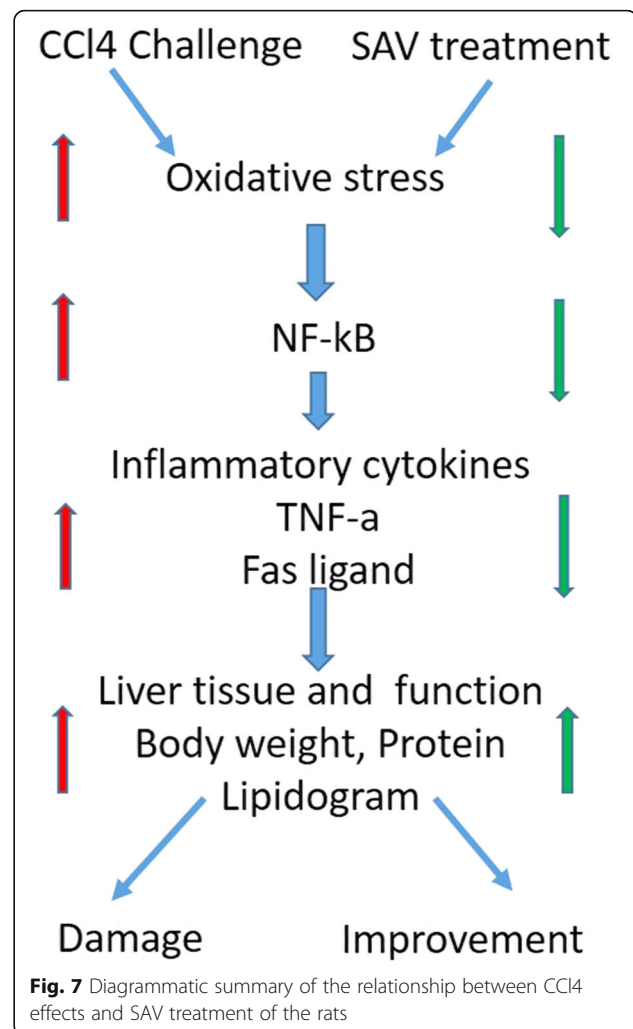 CCl4 Challenge SAV treatment
Oxidative stress
NF-kB
Inflammatory cytokines
TNF-a
Fas ligand
Liver tissue and function
Body weight, Protein
Lipidogram
Damage Improvement
Fig. 7 Diagrammatic summary of the relationship between CCl4
effects and SAV treatment of the rats